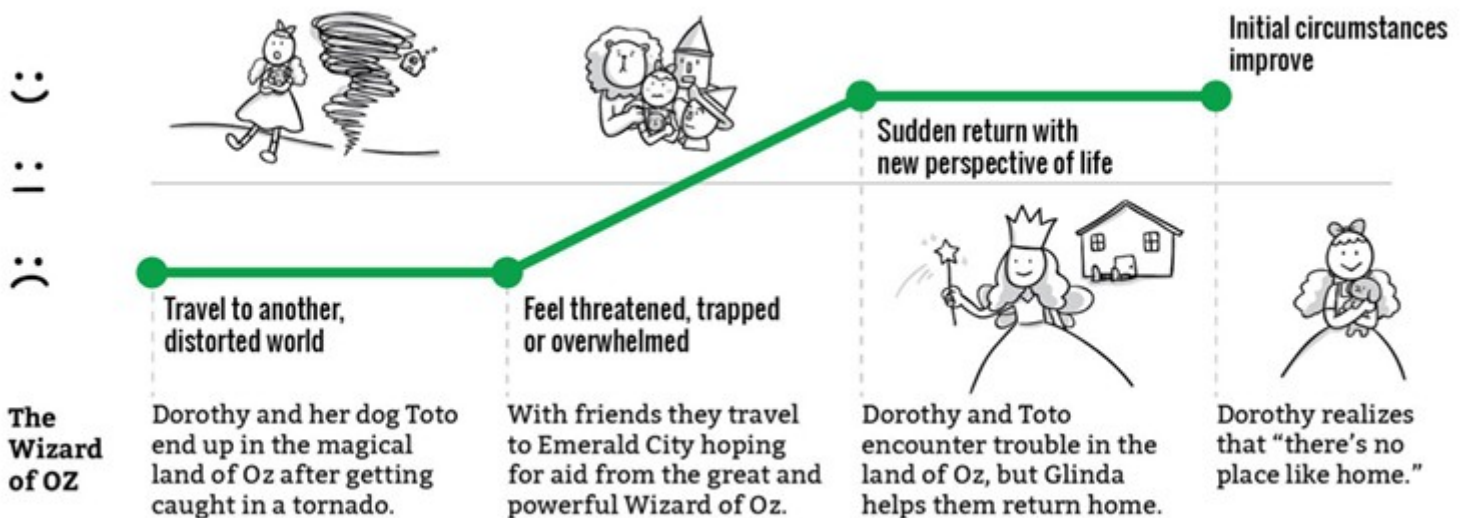 Initial circumstances
improve
Sudden return with
new perspective of life
Travel to another,
distorted world
Feel threatened, trapped
or overwhelmed
The
Wizard
of OZ
Dorothy and her dog Toto
end up in the magical
land of Oz after getting
caught in a tornado.
With friends they travel
to Emerald City hoping
for aid from the great and
powerful Wizard of Oz.
Dorothy and Toto
encounter trouble in the
land of Oz, but Glinda
helps them return home.
Dorothy realizes
that “there’s no
place like home.”